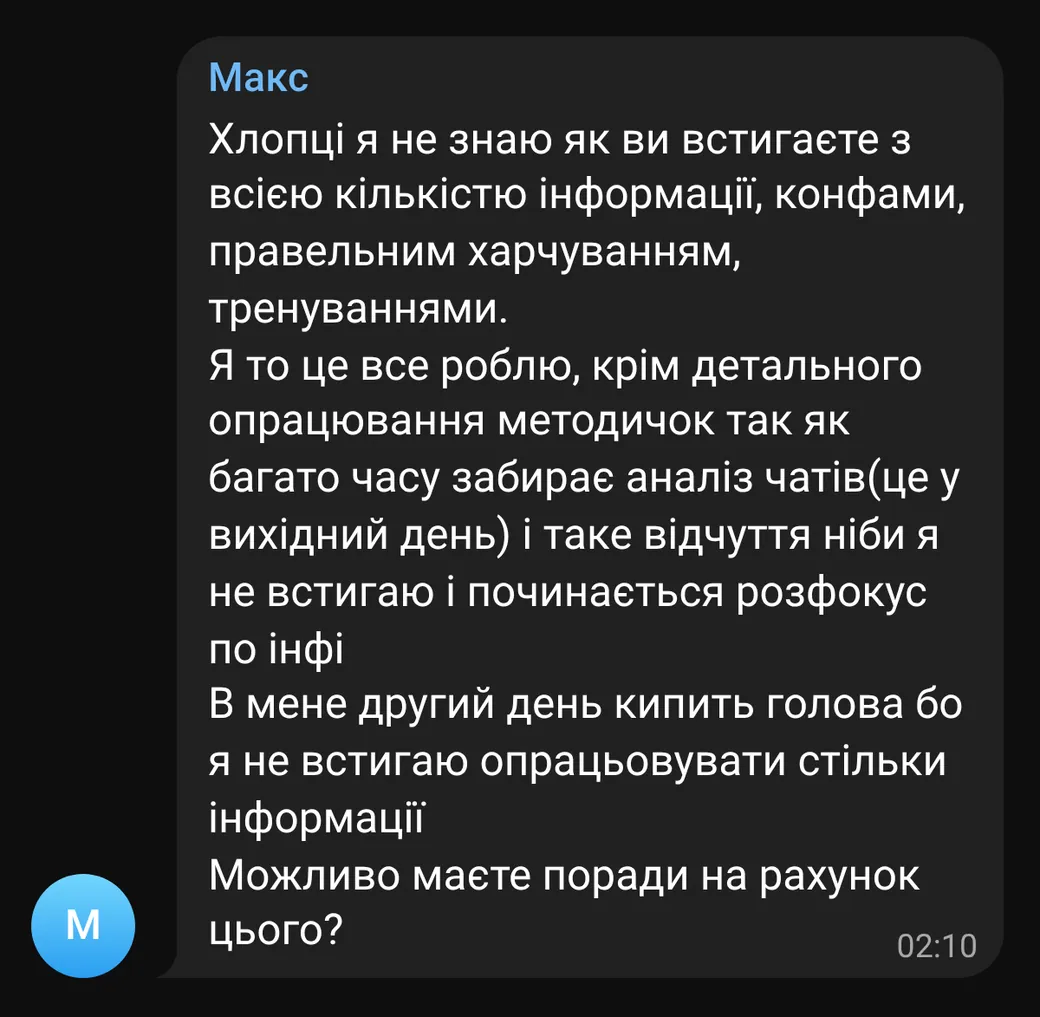 Макс
Хлопці я не знаю як ви встигаєте з
всією кількістю інформації, конфами,
правельним харчуванням,
тренуваннями.
Я то це все роблю, крім детального
опрацювання методичок так як
багато часу забирає аналіз чатів(це у
вихідний день) і таке відчуття ніби я
не встигаю і починається розфокус
по інфі
В мене другий день кипить голова бо
я не встигаю опрацьовувати стільки
інформації
Можливо маєте поради на рахунок
цього?
02:10
М